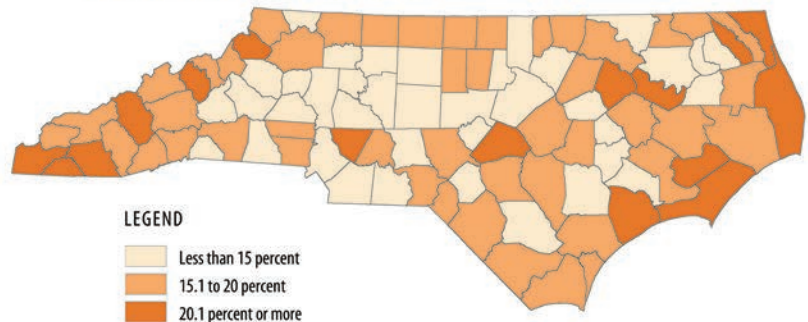 LEGEND
Less than 15 percent
15.1 to 20 percent
20.1 percent or more